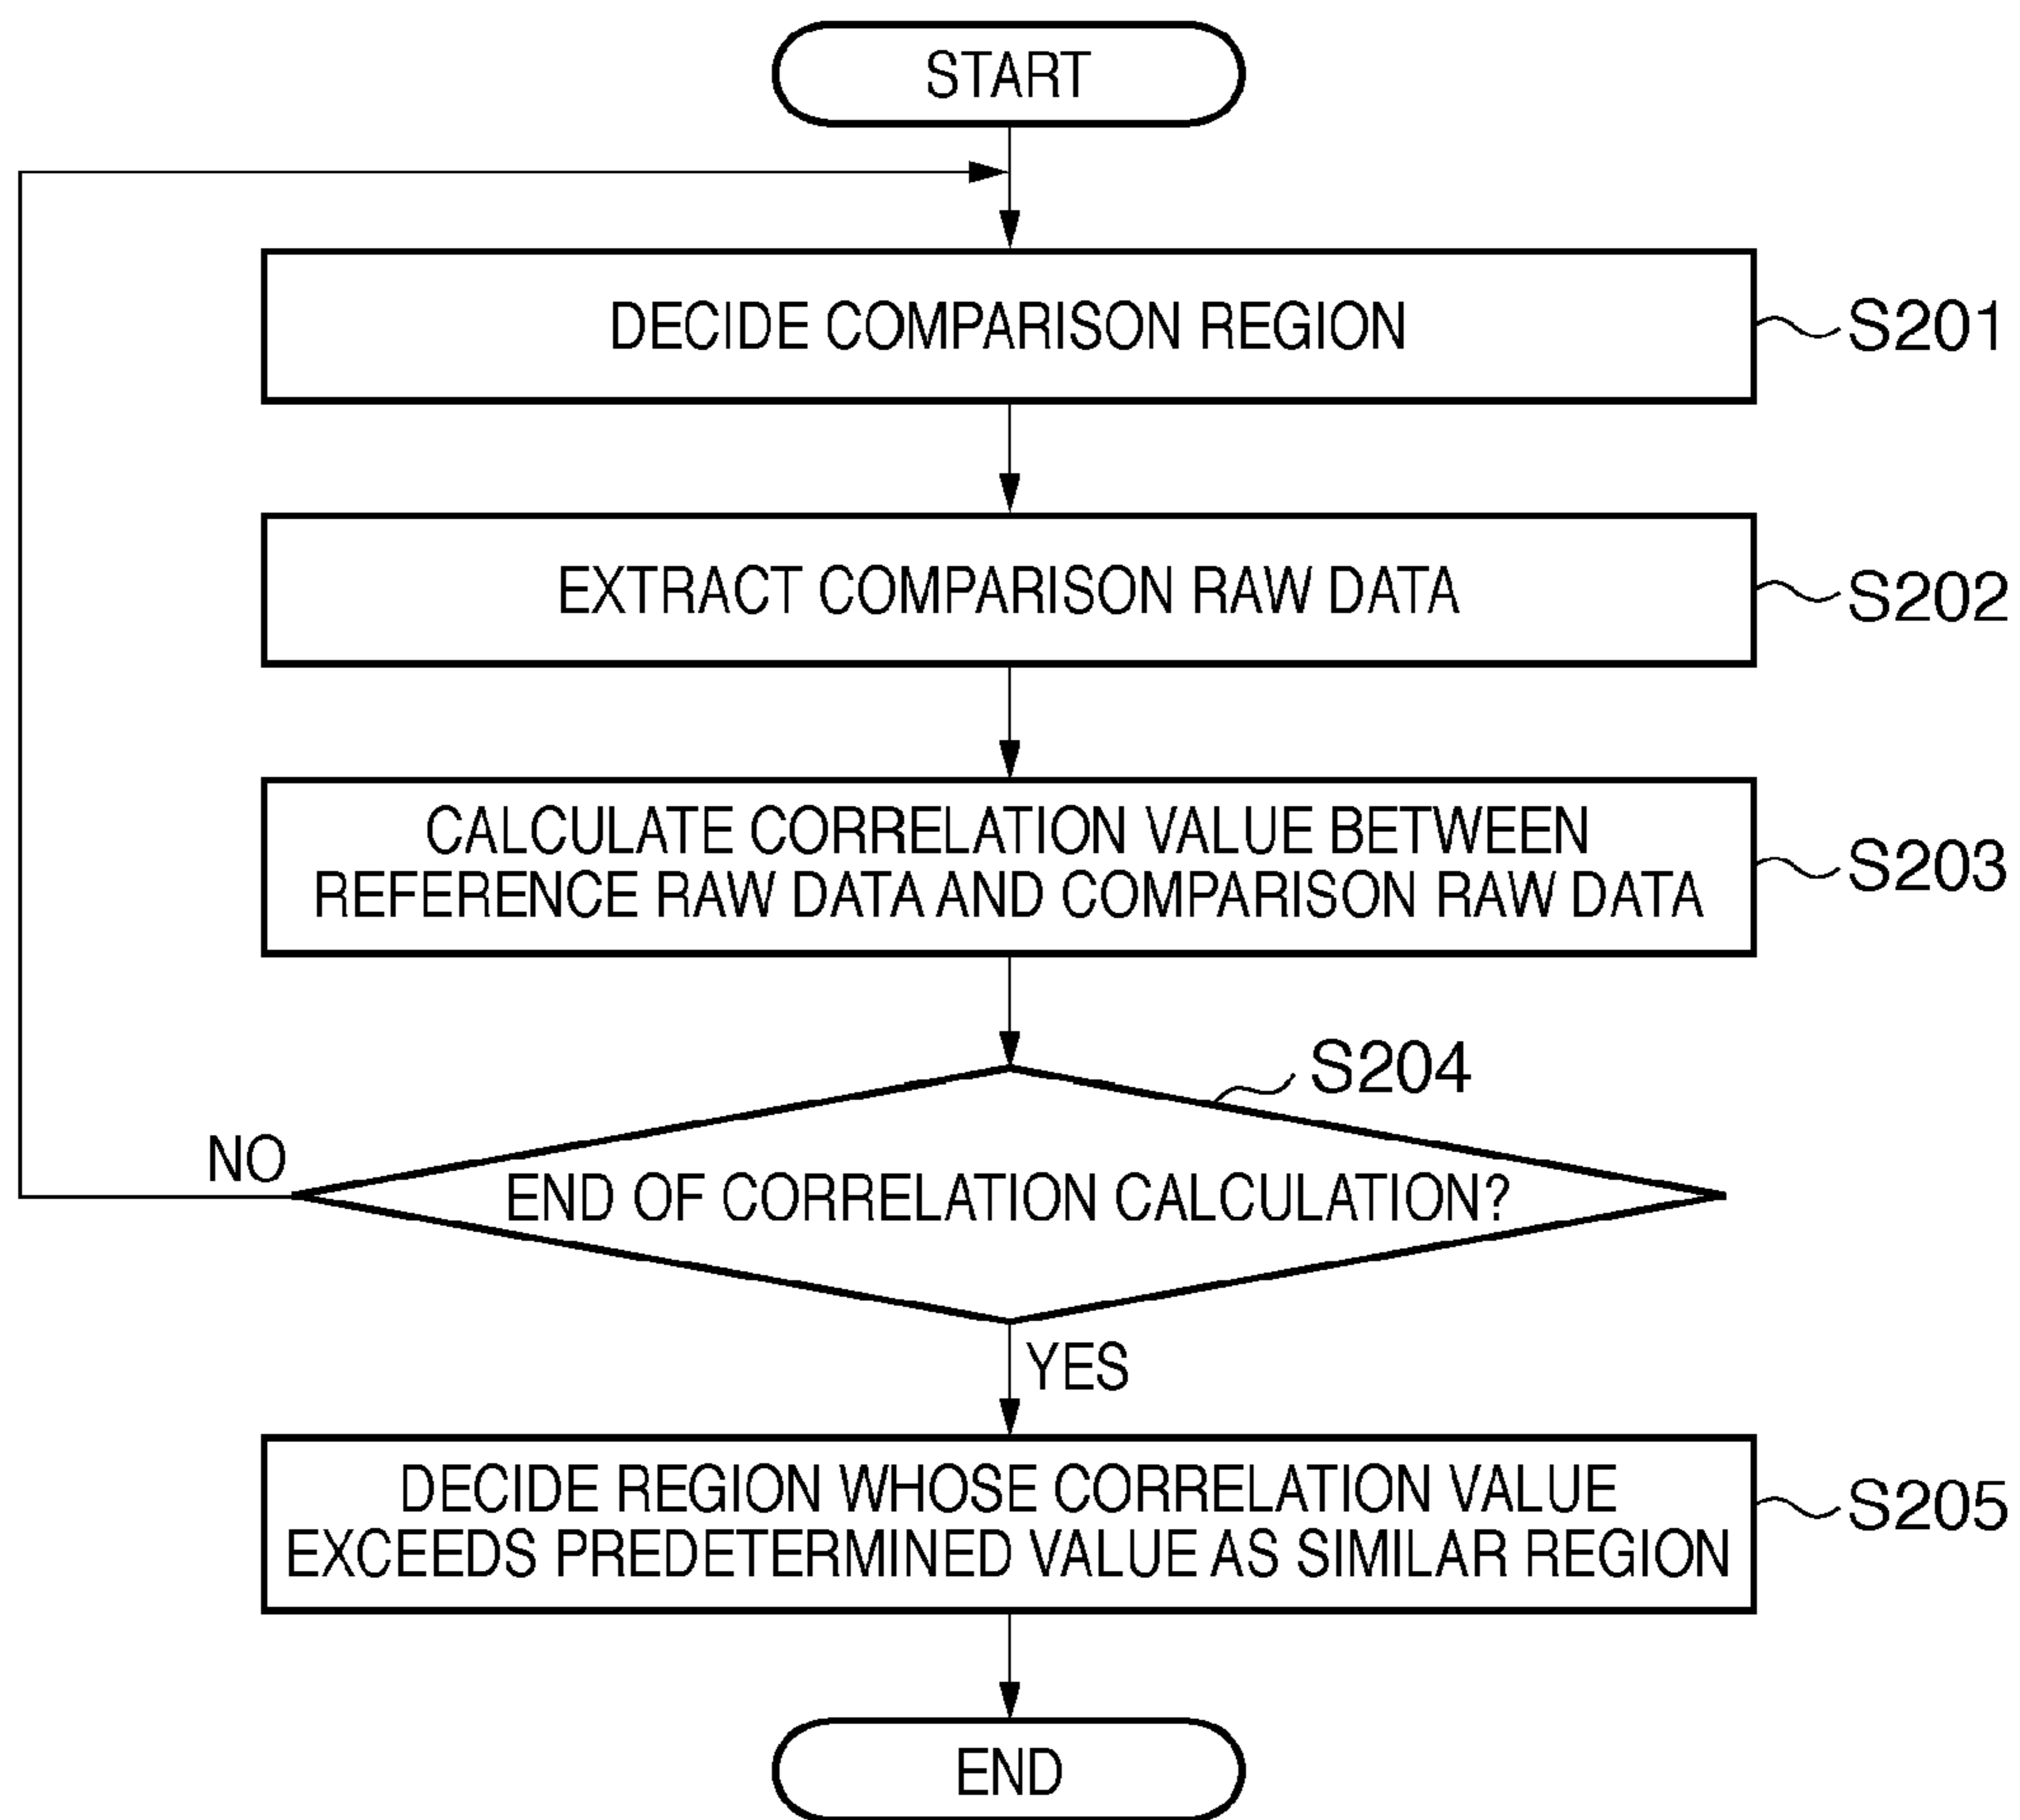 START
DECIDE COMPARISON REGION
S201
EXTRACT COMPARISON RAW DATA
S202
CALCULATE CORRELATION VALUE BETWEEN
REFERENCE RAW DATA AND COMPARISON RAW DATA
S203
S204
NO
END OF CORRELATION CALCULATION?
YES
DECIDE REGION WHOSE CORRELATION VALUE
EXCEEDS PREDETERMINED VALUE AS SIMILAR REGION
S205
END